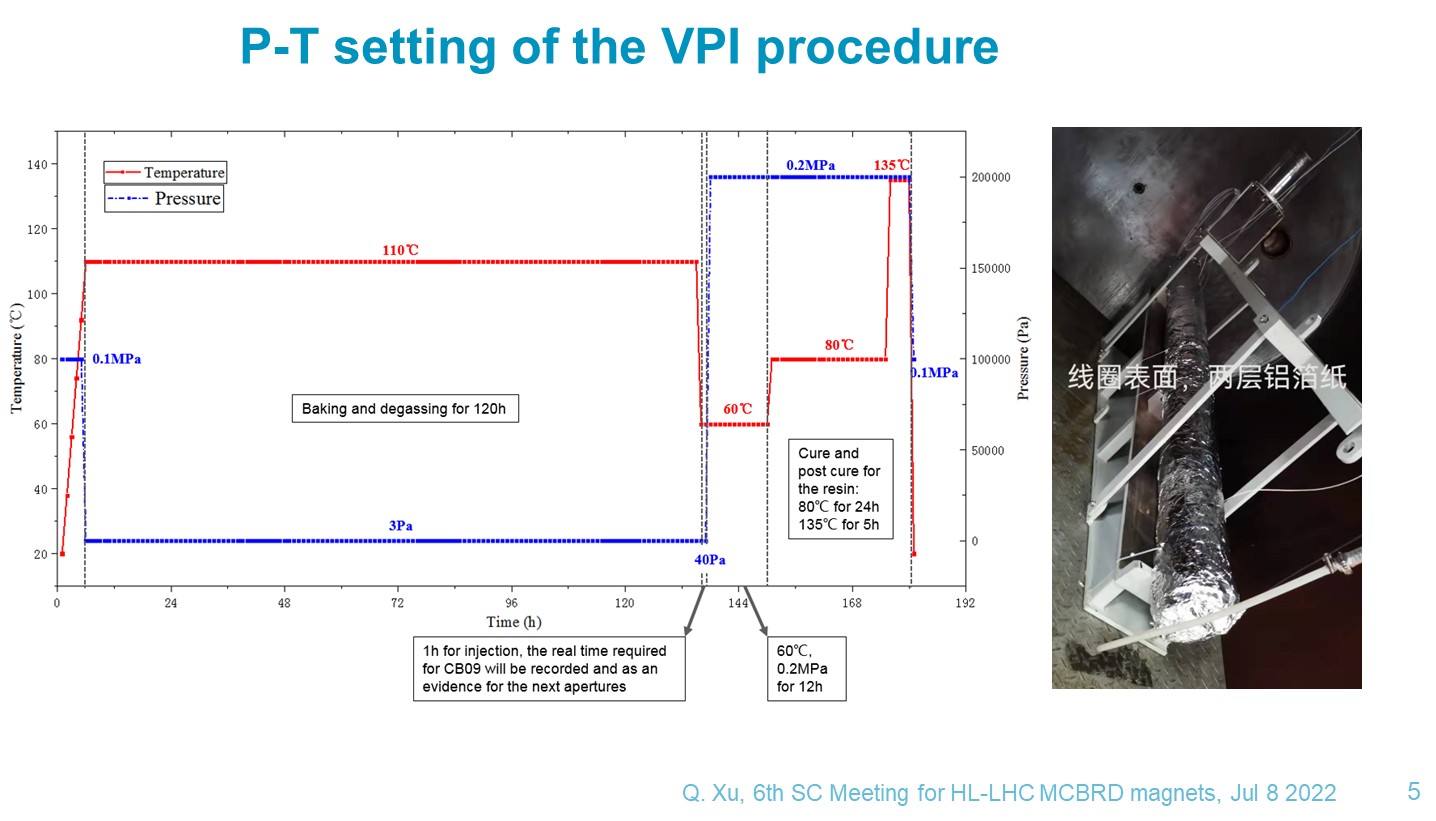 P-T setting of the VPI procedure
140
120
100
80
60
40
20
Temperature (℃)
Temperature
Pressure
110℃
0.1MPa
Baking and degassing for 120h
3Pa
40Pa
60℃
80℃
0.2MPa
135℃
0.1MPa
Cure and
post cure for
the resin:
80℃ for 24h
135℃ for 5h
200000
150000
100000
50000
0
Pressure (Pa)
0
24
48
72
96
120
144
168
192
Time (h)
1h for injection, the real time required
for CB09 will be recorded and as an
evidence for the next apertures
60℃,
0.2MPa
for 12h
线圈表面，两层铝箔纸
Q. Xu, 6th SC Meeting for HL-LHC MCBRD magnets, Jul 8 2022
5